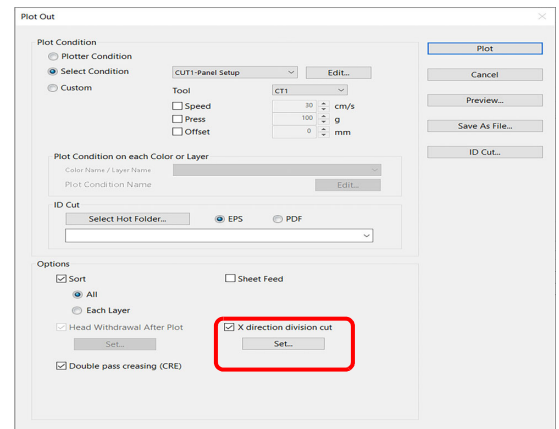 Plot Out
Plot Condition
Plotter Condition
Select Condition
CUT1-Panel Setup
Edit...
Custom
Tool
CT1
Speed
30
cm/s
Press
100
g
Offset
0
mm
Plot Condition on each Color or Layer
Color Name / Layer Name
Plot Condition Name
Edit...
ID Cut
Select Hot Folder...
EPS
PDF
Options
Sort
Sheet Feed
All
Each Layer
Head Withdrawal After Plot
X direction division cut
Set...
Set...
Double pass creasing (CRE)
Plot
Cancel
Preview...
Save As File...
ID Cut...